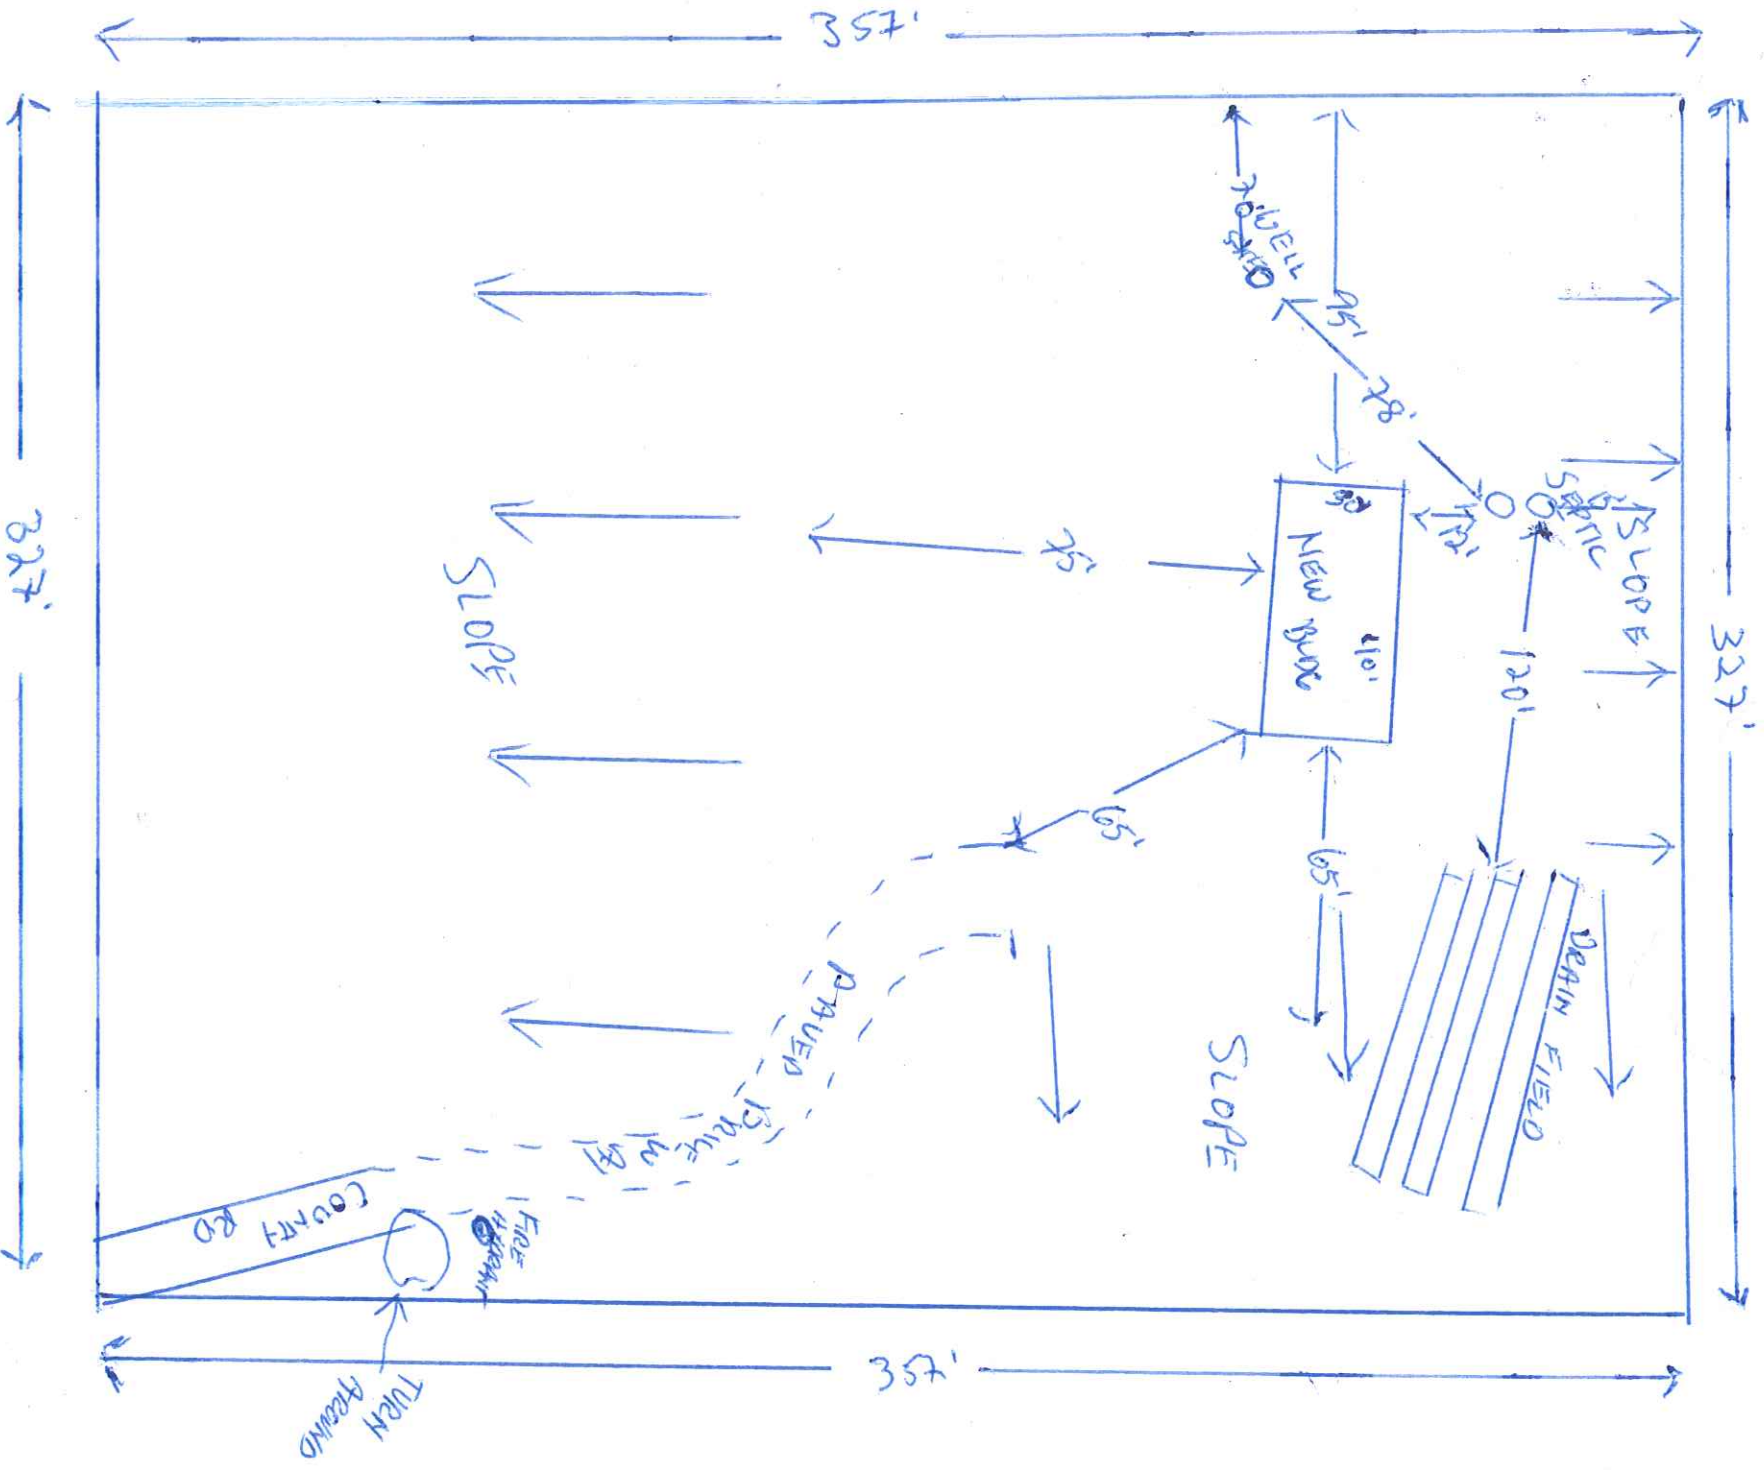 357'
327'
327'
70'
WELL
95'
78'
SEPTIC
SLOPE
12'
NEW BLDG
40'
75'
SLOPE
120'
65'
65'
DRAIN FIELD
SLOPE
PAVED
DRIVE
WAY
COUNTY
RD
FIRE
HYDRANT
357'
TURN
AROUND